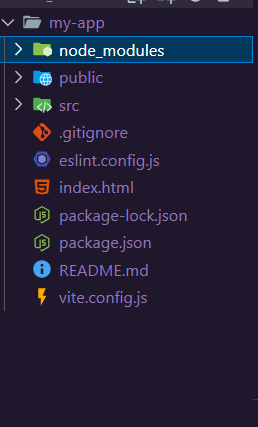 my-app
node_modules
public
src
.gitignore
eslint.config.js
index.html
package-lock.json
package.json
README.md
vite.config.js